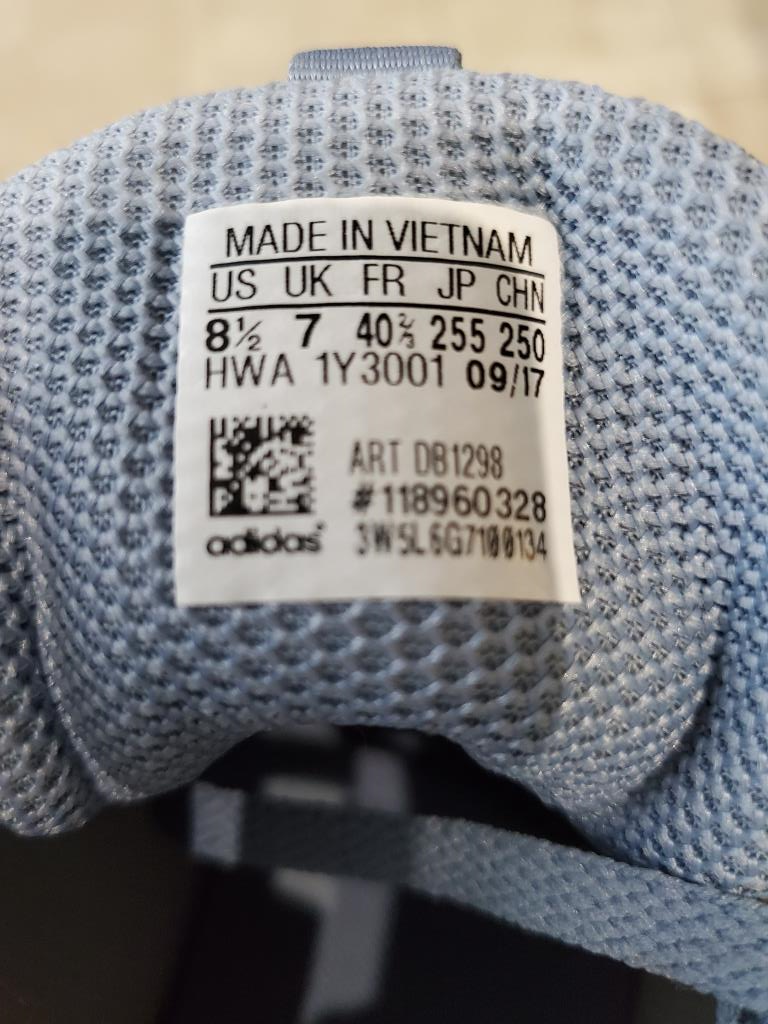 MADE IN VIETNAM
US UK FR JP CHN
8½ 7 40⅔ 255 250
HWA 1Y3001 09/17
ART DB1298
#118960328
adidas 3W5L6G7100134